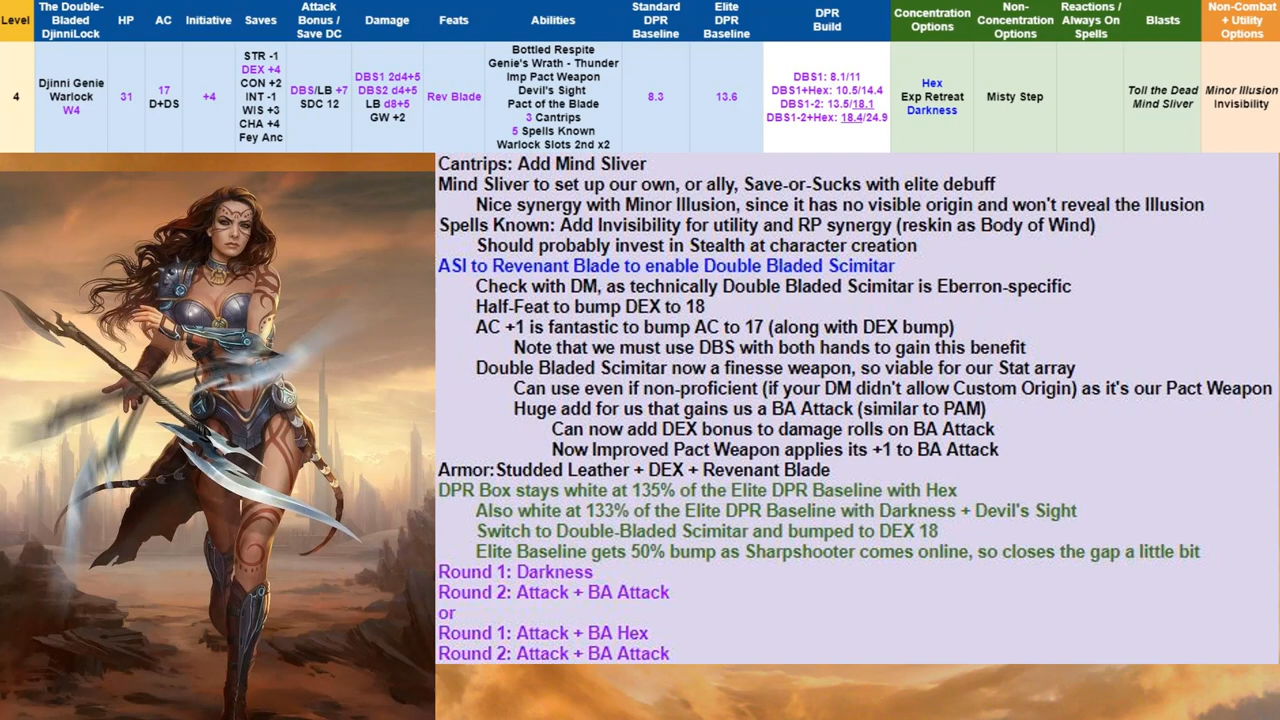 Level
The Double-
Bladed
DjinniLock
HP
AC
Initiative
Saves
Attack
Bonus /
Save DC
Damage
Feats
Abilities
Standard
DPR
Baseline
Elite
DPR
Baseline
DPR
Build
Concentration
Options
Non-
Concentration
Options
Reactions /
Always On
Spells
Blasts
Non-Combat
+ Utility
Options
4
Djinni Genie
Warlock
W4
31
17
D+DS
+4
STR -1
DEX +4
CON +2
INT -1
WIS +3
CHA +4
Fey Anc
DBS/LB +7
SDC 12
DBS1 2d4+5
DBS2 d4+5
LB d8+5
GW +2
Rev Blade
Bottled Respite
Genie's Wrath - Thunder
Imp Pact Weapon
Devil's Sight
Pact of the Blade
3 Cantrips
5 Spells Known
Warlock Slots 2nd x2
8.3
13.6
DBS1: 8.1/11
DBS1+Hex: 10.5/14.4
DBS1-2: 13.5/18.1
DBS1-2+Hex: 18.4/24.9
Hex
Exp Retreat
Darkness
Misty Step
Toll the Dead
Mind Sliver
Minor Illusion
Invisibility
Cantrips: Add Mind Sliver
Mind Sliver to set up our own, or ally, Save-or-Sucks with elite debuff
Nice synergy with Minor Illusion, since it has no visible origin and won't reveal the Illusion
Spells Known: Add Invisibility for utility and RP synergy (reskin as Body of Wind)
Should probably invest in Stealth at character creation
ASI to Revenant Blade to enable Double Bladed Scimitar
Check with DM, as technically Double Bladed Scimitar is Eberron-specific
Half-Feat to bump DEX to 18
AC +1 is fantastic to bump AC to 17 (along with DEX bump)
Note that we must use DBS with both hands to gain this benefit
Double Bladed Scimitar now a finesse weapon, so viable for our Stat array
Can use even if non-proficient (if your DM didn't allow Custom Origin) as it's our Pact Weapon
Huge add for us that gains us a BA Attack (similar to PAM)
Can now add DEX bonus to damage rolls on BA Attack
Now Improved Pact Weapon applies its +1 to BA Attack
Armor: Studded Leather + DEX + Revenant Blade
DPR Box stays white at 135% of the Elite DPR Baseline with Hex
Also white at 133% of the Elite DPR Baseline with Darkness + Devil's Sight
Switch to Double-Bladed Scimitar and bumped to DEX 18
Elite Baseline gets 50% bump as Sharpshooter comes online, so closes the gap a little bit
Round 1: Darkness
Round 2: Attack + BA Attack
or
Round 1: Attack + BA Hex
Round 2: Attack + BA Attack